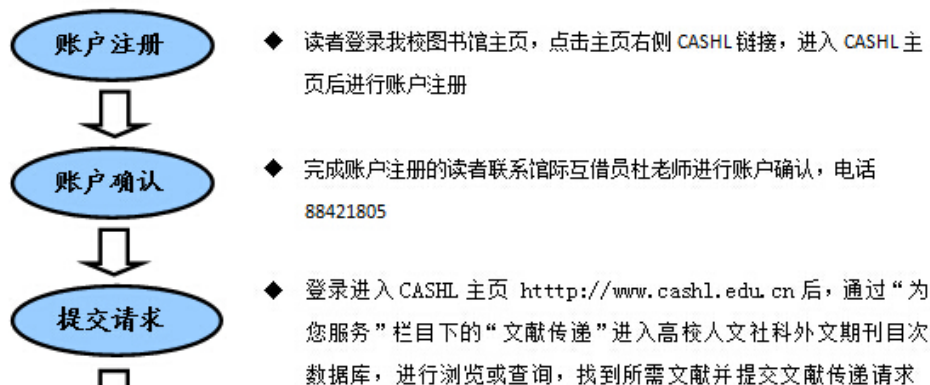 账户注册
◆ 读者登录我校图书馆主页，点击主页右侧 CASHL 链接，进入 CASHL 主
页后进行账户注册
账户确认
◆ 完成账户注册的读者联系馆际互借员杜老师进行账户确认，电话
88421805
提交请求
◆ 登录进入 CASHL 主页 htttp://www.cashl.edu.cn 后，通过“为
您服务”栏目下的“文献传递”进入高校人文社科外文期刊目次
数据库，进行浏览或查询，找到所需文献并提交文献传递请求